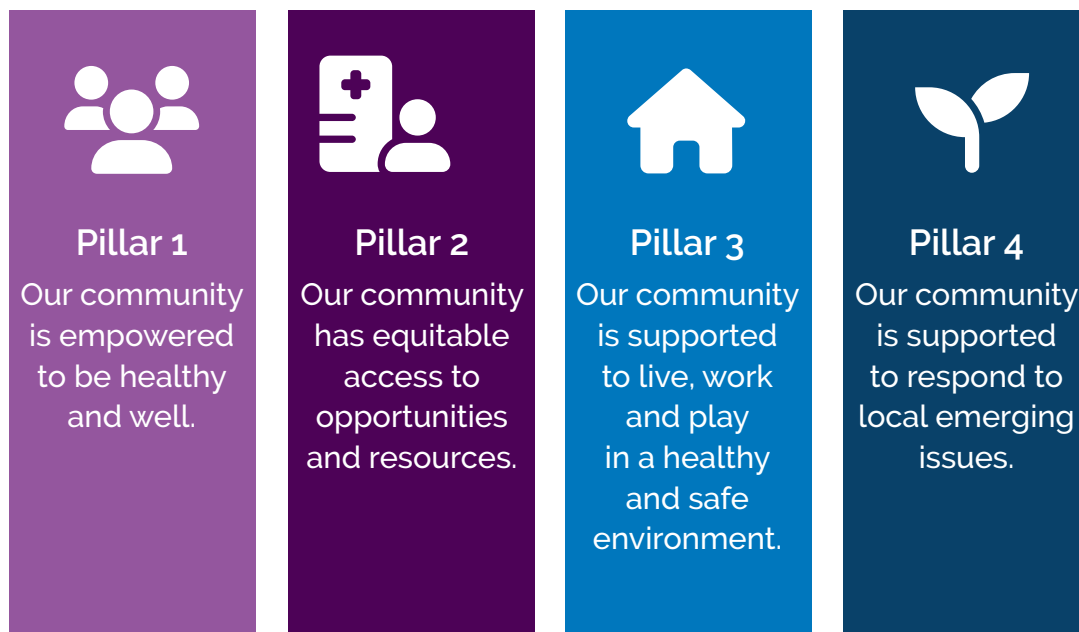 Pillar 1
Our community
is empowered
to be healthy
and well.
Pillar 2
Our community
has equitable
access to
opportunities
and resources.
Pillar 3
Our community
is supported
to live, work
and play
in a healthy
and safe
environment.
Pillar 4
Our community
is supported
to respond to
local emerging
issues.